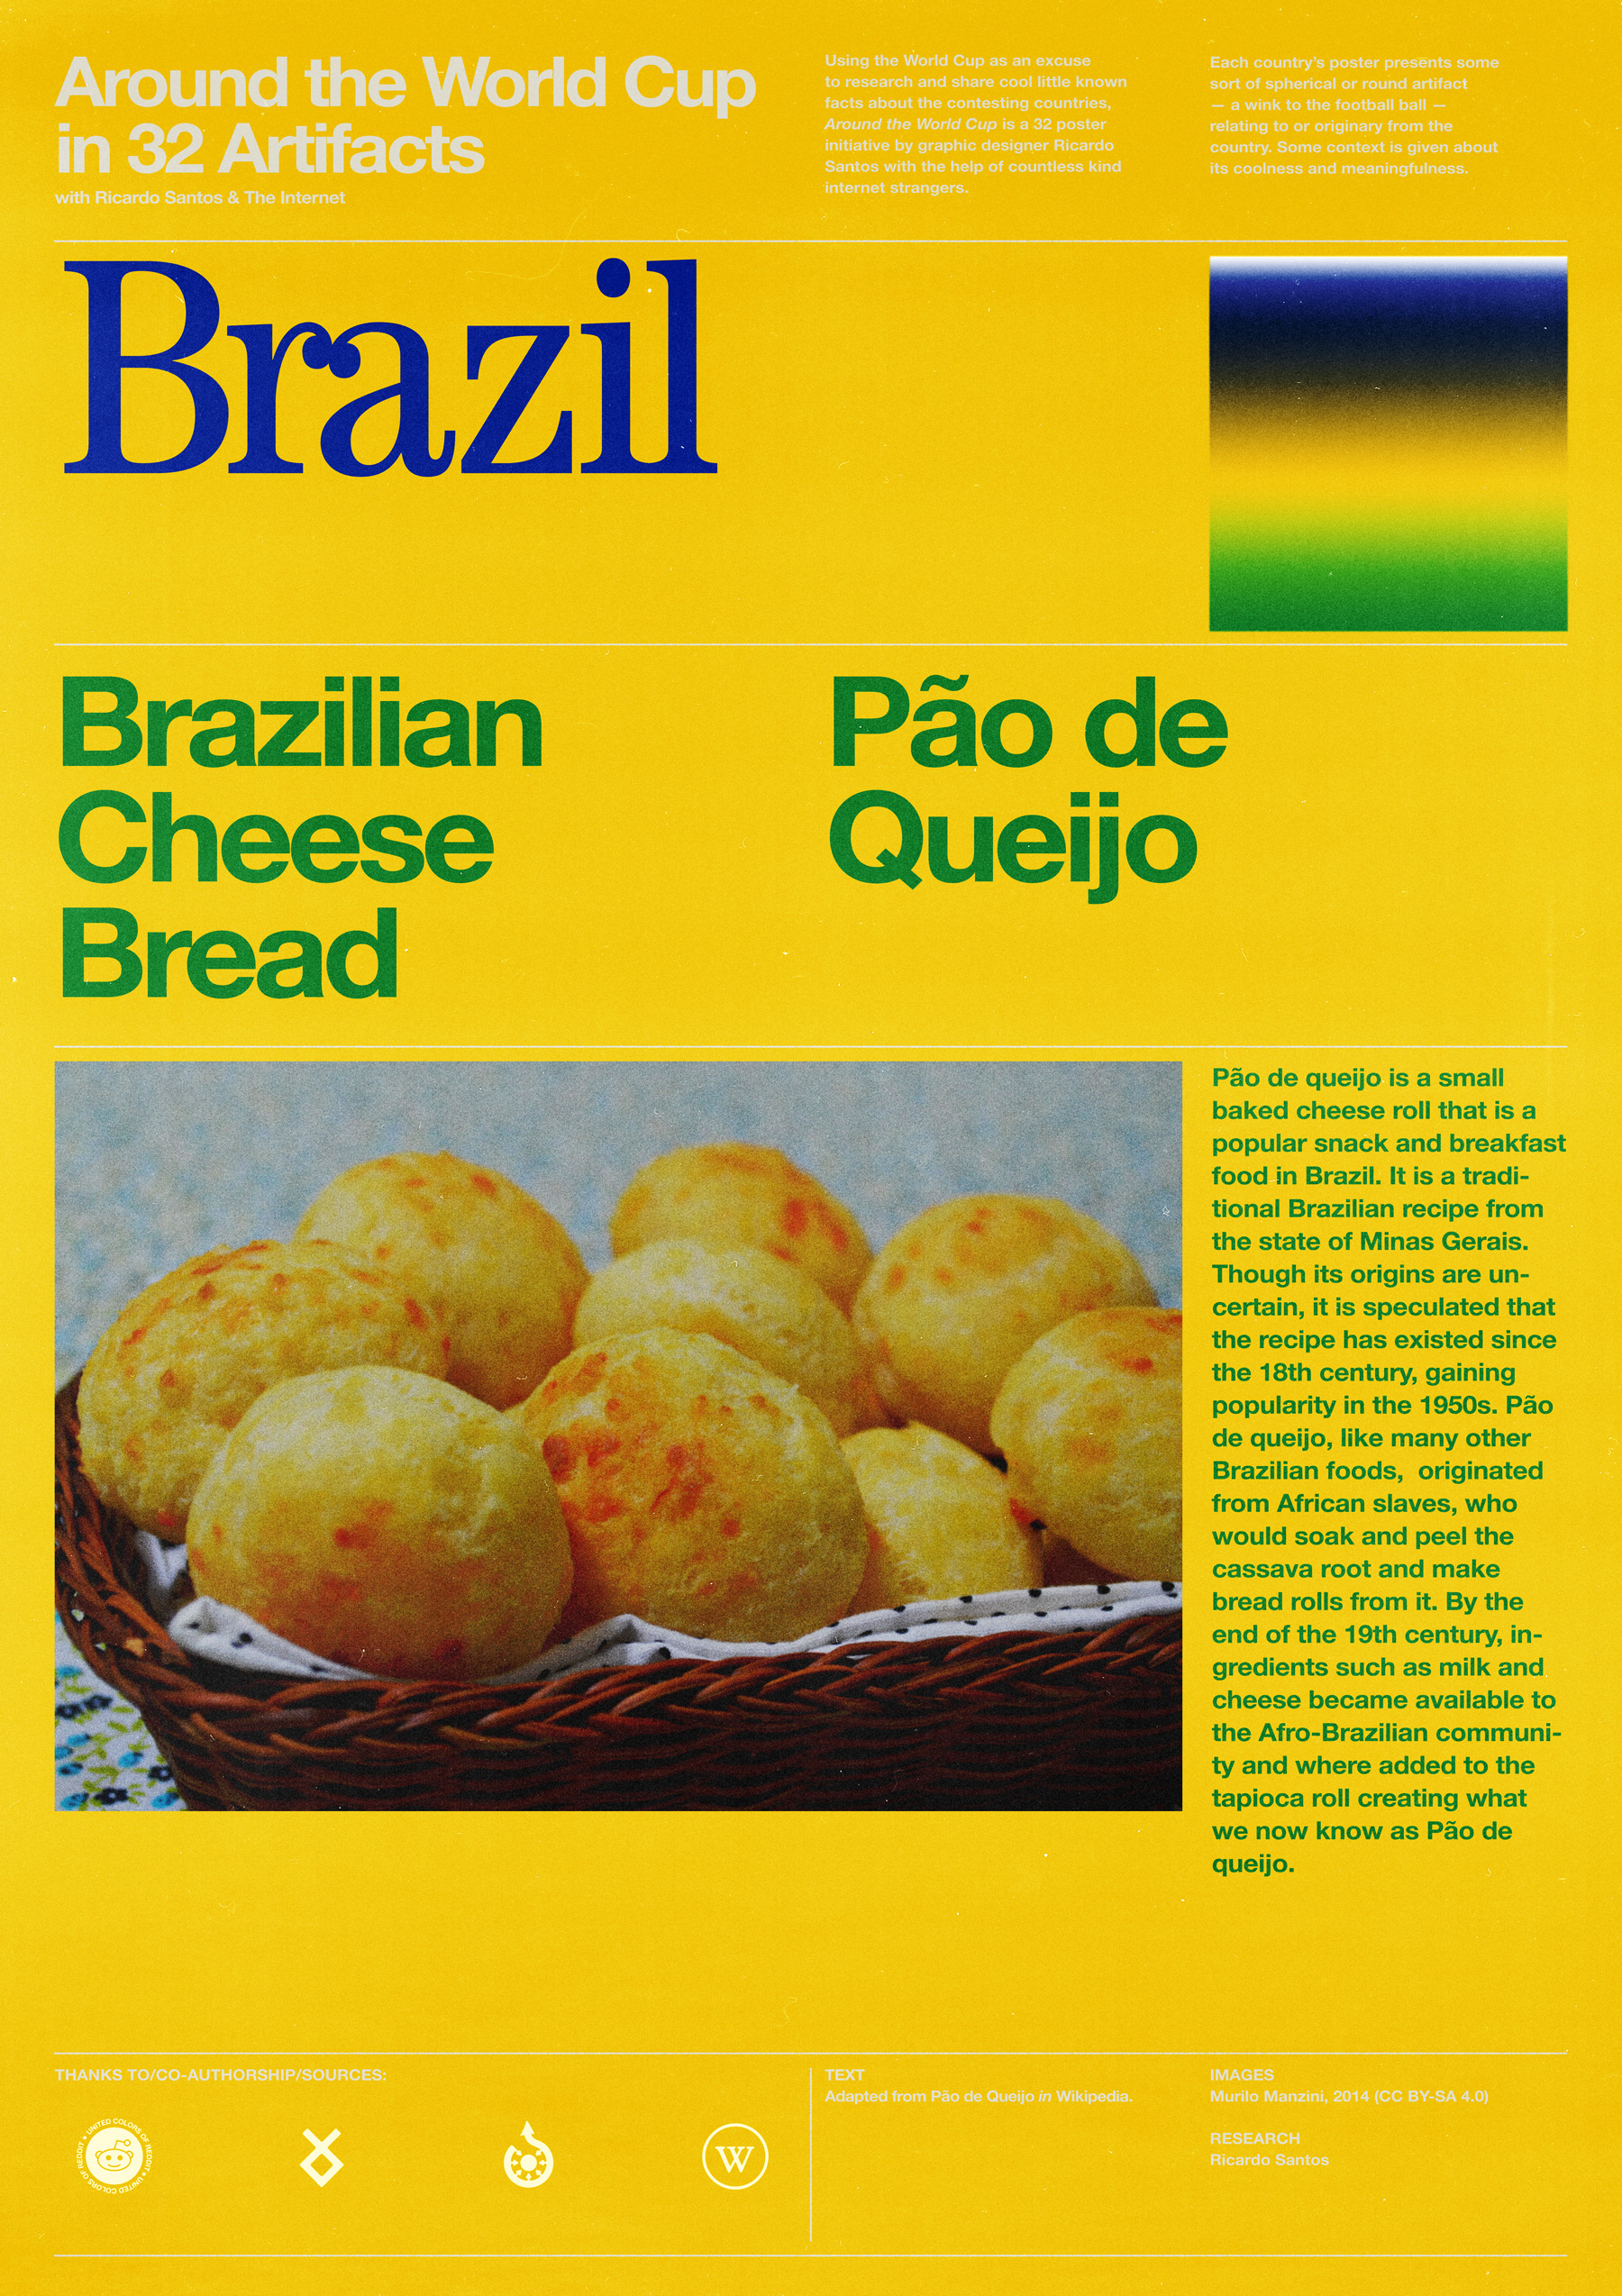 Around the World Cup
in 32 Artifacts
with Ricardo Santos & The Internet
Using the World Cup as an excuse
to research and share cool little known
facts about the contesting countries,
Around the World Cup is a 32 poster
initiative by graphic designer Ricardo
Santos with the help of countless kind
internet strangers.
Each country's poster presents some
sort of spherical or round artifact
— a wink to the football ball —
relating to or originary from the
country. Some context is given about
its coolness and meaningfulness.
Brazil
Brazilian
Cheese
Bread
Pão de
Queijo
Pão de queijo is a small
baked cheese roll that is a
popular snack and breakfast
food in Brazil. It is a tradi-
tional Brazilian recipe from
the state of Minas Gerais.
Though its origins are un-
certain, it is speculated that
the recipe has existed since
the 18th century, gaining
popularity in the 1950s. Pão
de queijo, like many other
Brazilian foods,  originated
from African slaves, who
would soak and peel the
cassava root and make
bread rolls from it. By the
end of the 19th century, in-
gredients such as milk and
cheese became available to
the Afro-Brazilian communi-
ty and where added to the
tapioca roll creating what
we now know as Pão de
queijo.
THANKS TO/CO-AUTHORSHIP/SOURCES:
UNITED COLORS OF REDDIT • UNITED COLORS OF REDDIT •
W
TEXT
Adapted from Pão de Queijo in Wikipedia.
IMAGES
Murilo Manzini, 2014 (CC BY-SA 4.0)
RESEARCH
Ricardo Santos